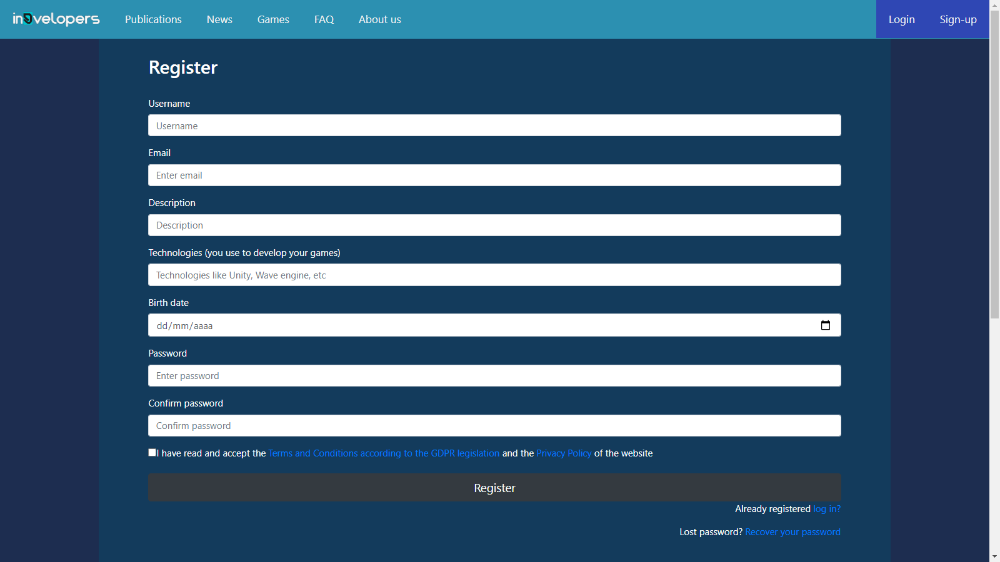 inDvelopers Publications News Games FAQ About us Login Sign-up
Register
Username
Username
Email
Enter email
Description
Description
Technologies (you use to develop your games)
Technologies like Unity, Wave engine, etc
Birth date
dd/mm/aaaa
Password
Enter password
Confirm password
Confirm password
I have read and accept the Terms and Conditions according to the GDPR legislation and the Privacy Policy of the website
Register
Already registered log in?
Lost password? Recover your password